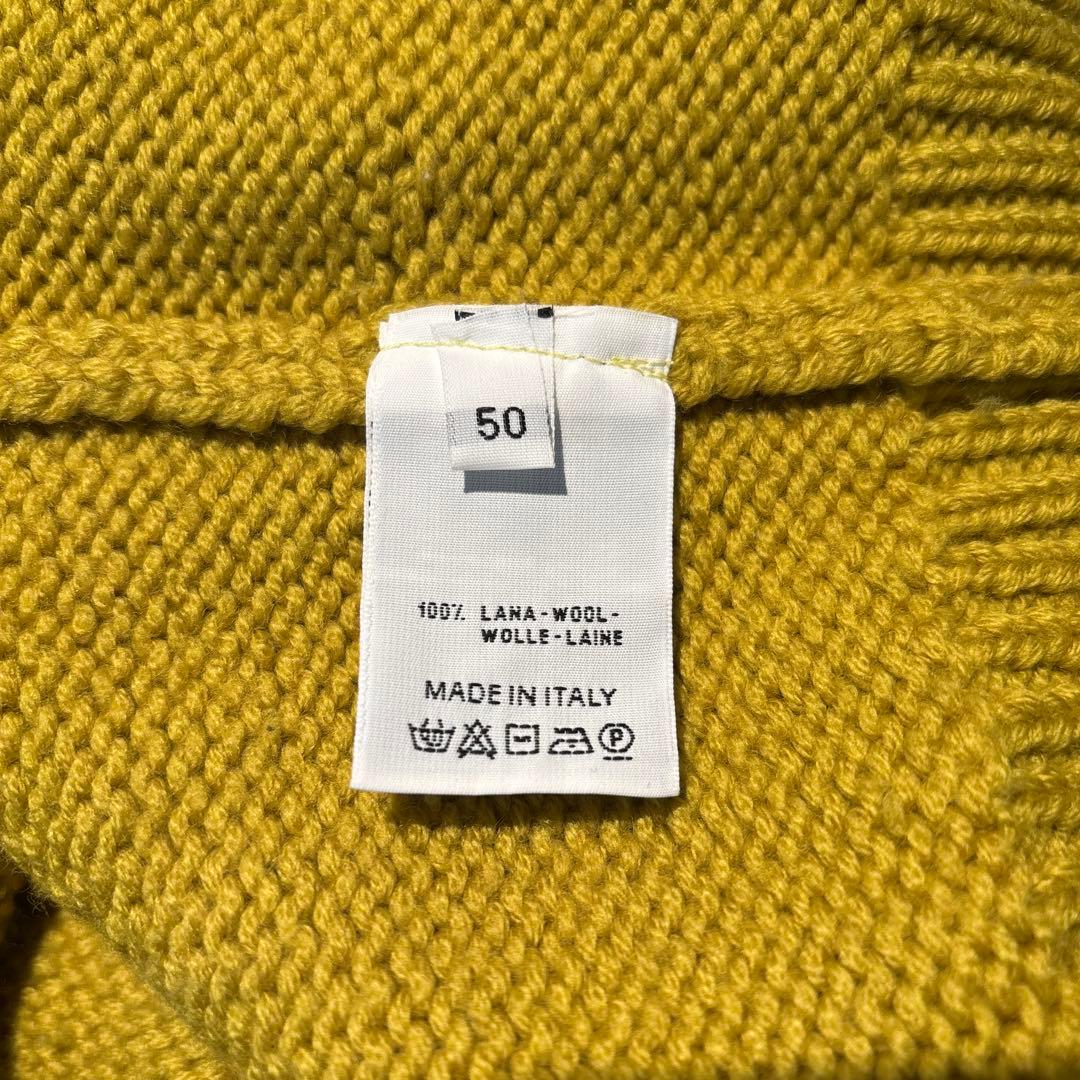 50
100% LANA-WOOL-
WOLLE-LAINE
MADE IN ITALY
P